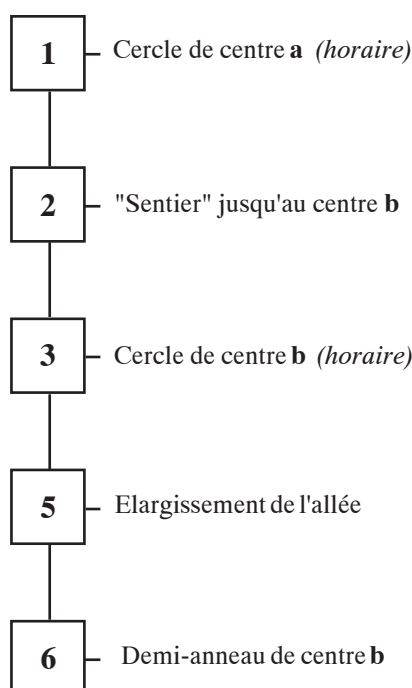 1 Cercle de centre a (horaire)
2 "Sentier" jusqu'au centre b
3 Cercle de centre b (horaire)
5 Elargissement de l'allée
6 Demi-anneau de centre b